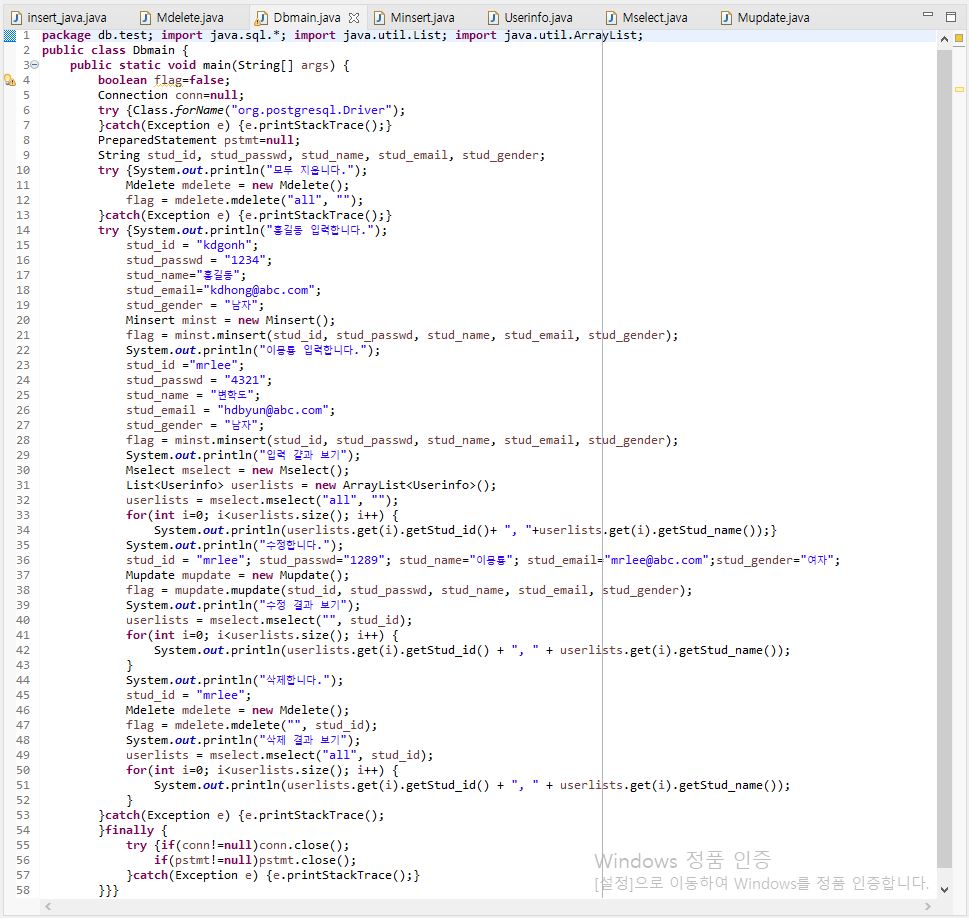 insert_java.java Mdelete.java Dbmain.java Minsert.java Userinfo.java Mselect.java Mupdate.java
1 package db.test; import java.sql.*; import java.util.List; import java.util.ArrayList;
2 public class Dbmain {
3 public static void main(String[] args) {
4 boolean flag=false;
5 Connection conn=null;
6 try {Class.forName("org.postgresql.Driver");
7 }catch(Exception e) {e.printStackTrace();}
8 PreparedStatement pstmt=null;
9 String stud_id, stud_passwd, stud_name, stud_email, stud_gender;
10 try {System.out.println("모두 지웁니다.");
11 Mdelete mdelete = new Mdelete();
12 flag = mdelete.mdelete("all", "");
13 }catch(Exception e) {e.printStackTrace();}
14 try {System.out.println("홍길동 입력합니다.");
15 stud_id = "kdgonh";
16 stud_passwd = "1234";
17 stud_name="홍길동";
18 stud_email="kdhong@abc.com";
19 stud_gender = "남자";
20 Minsert minst = new Minsert();
21 flag = minst.minsert(stud_id, stud_passwd, stud_name, stud_email, stud_gender);
22 System.out.println("이몽룡 입력합니다.");
23 stud_id ="mrlee";
24 stud_passwd = "4321";
25 stud_name = "변학도";
26 stud_email = "hdbyun@abc.com";
27 stud_gender = "남자";
28 flag = minst.minsert(stud_id, stud_passwd, stud_name, stud_email, stud_gender);
29 System.out.println("입력 결과 보기");
30 Mselect mselect = new Mselect();
31 List<Userinfo> userlists = new ArrayList<Userinfo>();
32 userlists = mselect.mselect("all", "");
33 for(int i=0; i<userlists.size(); i++) {
34 System.out.println(userlists.get(i).getStud_id()+ ", "+userlists.get(i).getStud_name());}
35 System.out.println("수정합니다.");
36 stud_id = "mrlee"; stud_passwd="1289"; stud_name="이몽룡"; stud_email="mrlee@abc.com";stud_gender="여자";
37 Mupdate mupdate = new Mupdate();
38 flag = mupdate.mupdate(stud_id, stud_passwd, stud_name, stud_email, stud_gender);
39 System.out.println("수정 결과 보기");
40 userlists = mselect.mselect("", stud_id);
41 for(int i=0; i<userlists.size(); i++) {
42 System.out.println(userlists.get(i).getStud_id() + ", " + userlists.get(i).getStud_name());
43 }
44 System.out.println("삭제합니다.");
45 stud_id = "mrlee";
46 Mdelete mdelete = new Mdelete();
47 flag = mdelete.mdelete("", stud_id);
48 System.out.println("삭제 결과 보기");
49 userlists = mselect.mselect("all", stud_id);
50 for(int i=0; i<userlists.size(); i++) {
51 System.out.println(userlists.get(i).getStud_id() + ", " + userlists.get(i).getStud_name());
52 }
53 }catch(Exception e) {e.printStackTrace();
54 }finally {
55 try {if(conn!=null)conn.close();
56 if(pstmt!=null)pstmt.close();
57 }catch(Exception e) {e.printStackTrace();}
58 }}}
Windows 정품 인증
[설정]으로 이동하여 Windows를 정품 인증합니다.